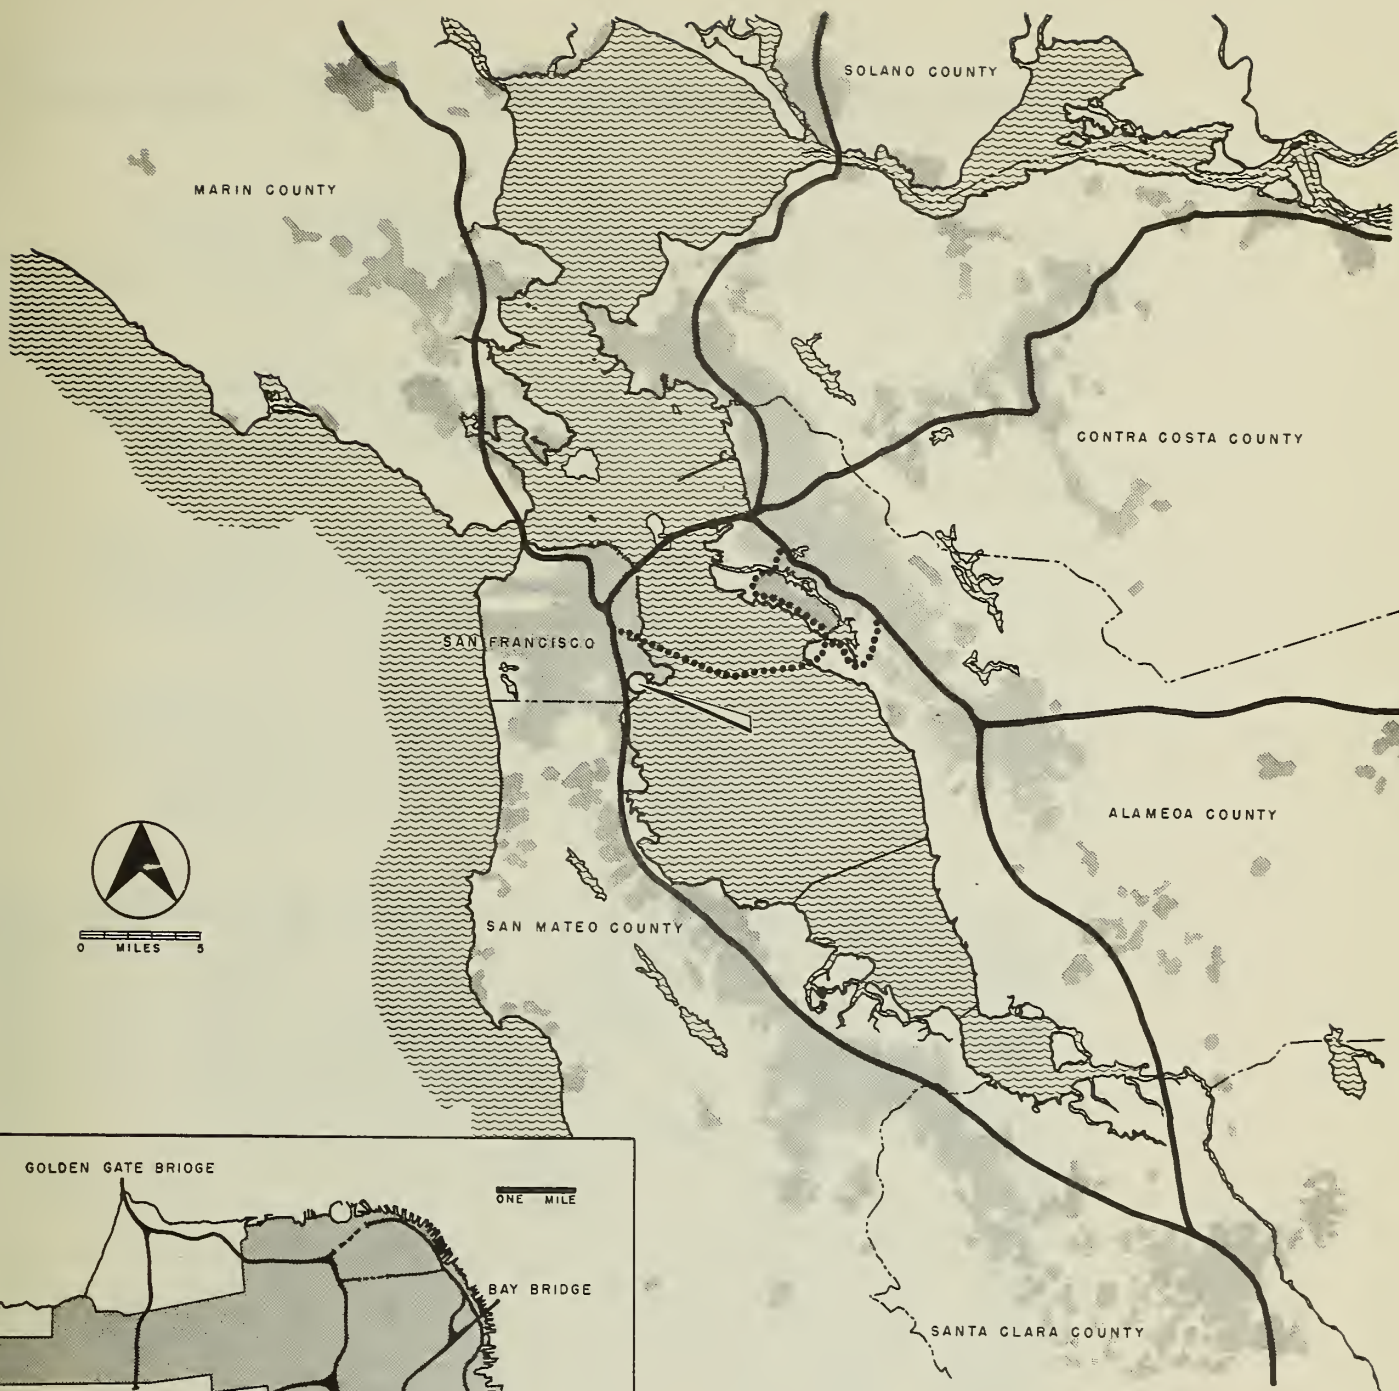 SOLANO COUNTY
MARIN COUNTY
CONTRA COSTA COUNTY
SAN FRANCISCO
ALAMEOA COUNTY
SAN MATEO COUNTY
0 MILES 5
GOLDEN GATE BRIOGE
ONE MILE
BAY BRIDGE
SANTA CLARA COUNTY